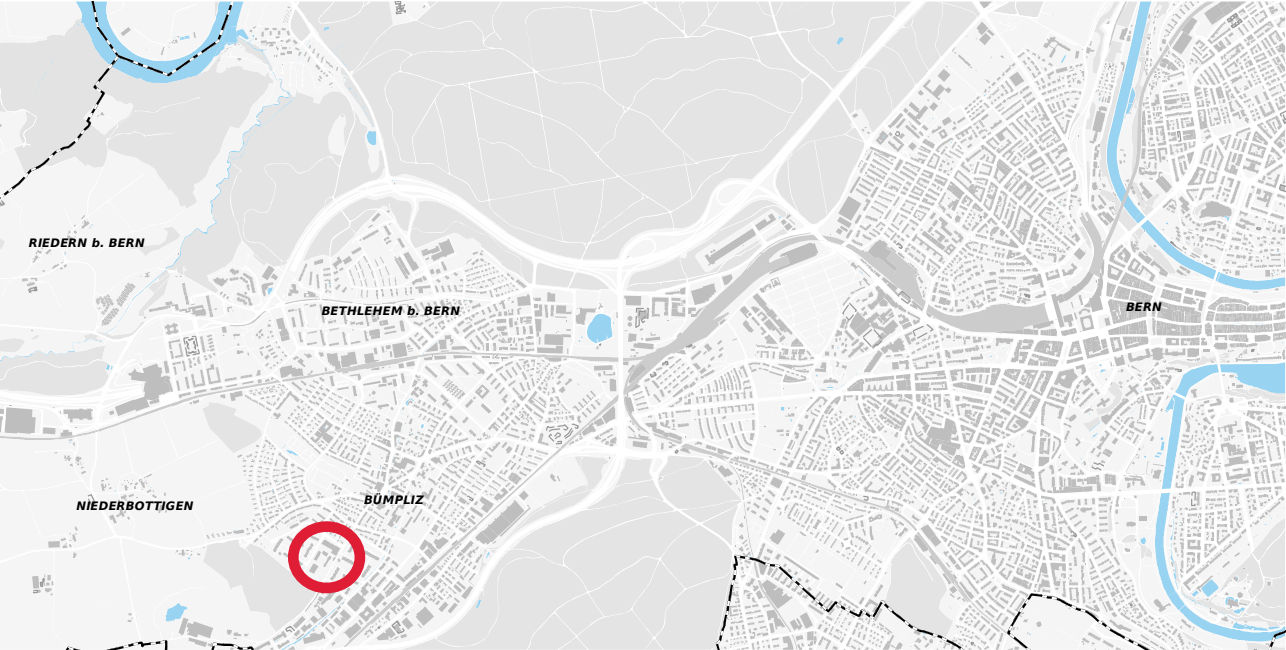 RIEDERN b. BERN
BETHLEHEM b. BERN
BERN
NIEDERBOTTIGEN
BÜMPLIZ